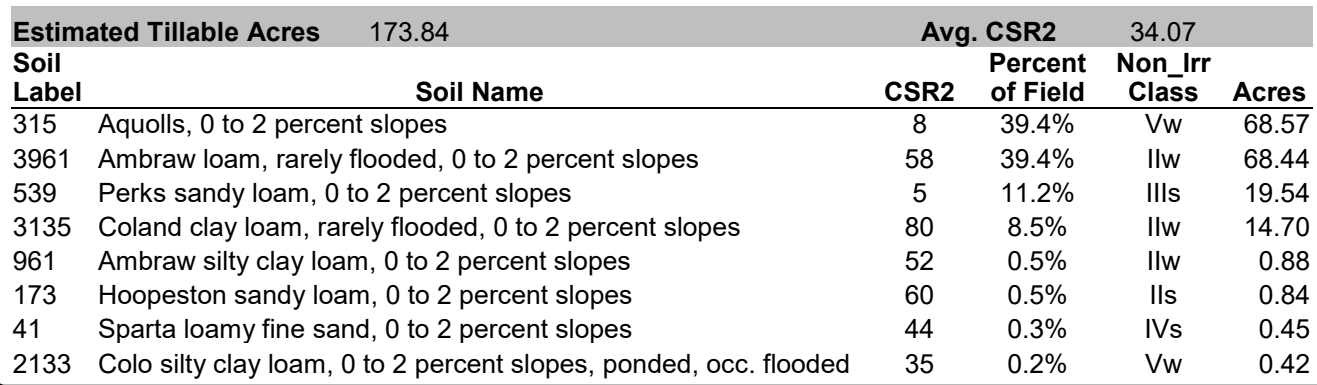 Estimated Tillable Acres 173.84 Avg. CSR2 34.07
Soil Percent Non_Irr
Label Soil Name CSR2 of Field Class Acres
315 Aquolls, 0 to 2 percent slopes 8 39.4% Vw 68.57
3961 Ambraw loam, rarely flooded, 0 to 2 percent slopes 58 39.4% IIw 68.44
539 Perks sandy loam, 0 to 2 percent slopes 5 11.2% IIIs 19.54
3135 Coland clay loam, rarely flooded, 0 to 2 percent slopes 80 8.5% IIw 14.70
961 Ambraw silty clay loam, 0 to 2 percent slopes 52 0.5% IIw 0.88
173 Hoopeston sandy loam, 0 to 2 percent slopes 60 0.5% IIs 0.84
41 Sparta loamy fine sand, 0 to 2 percent slopes 44 0.3% IVs 0.45
2133 Colo silty clay loam, 0 to 2 percent slopes, ponded, occ. flooded 35 0.2% Vw 0.42